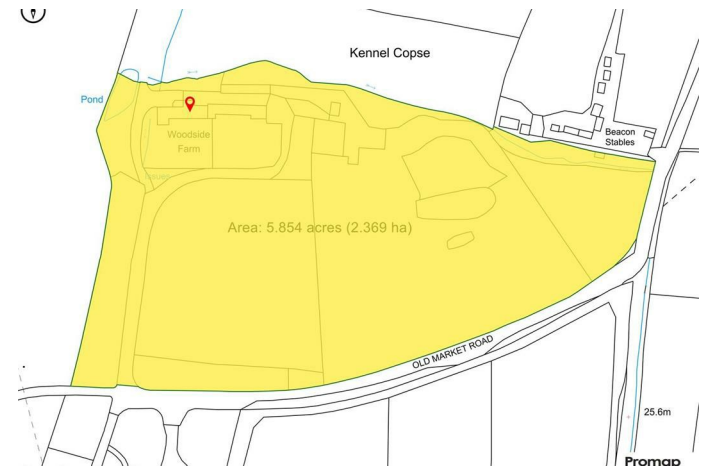 Kennel Copse
Pond
Woodside
Farm
Beacon
Stables
Area: 5.854 acres (2.369 ha)
OLD MARKET ROAD
25.6m
Promap